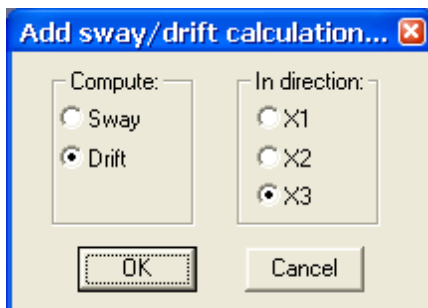 Add sway/drift calculation...
Compute:
Sway
Drift
In direction:
X1
X2
X3
OK
Cancel